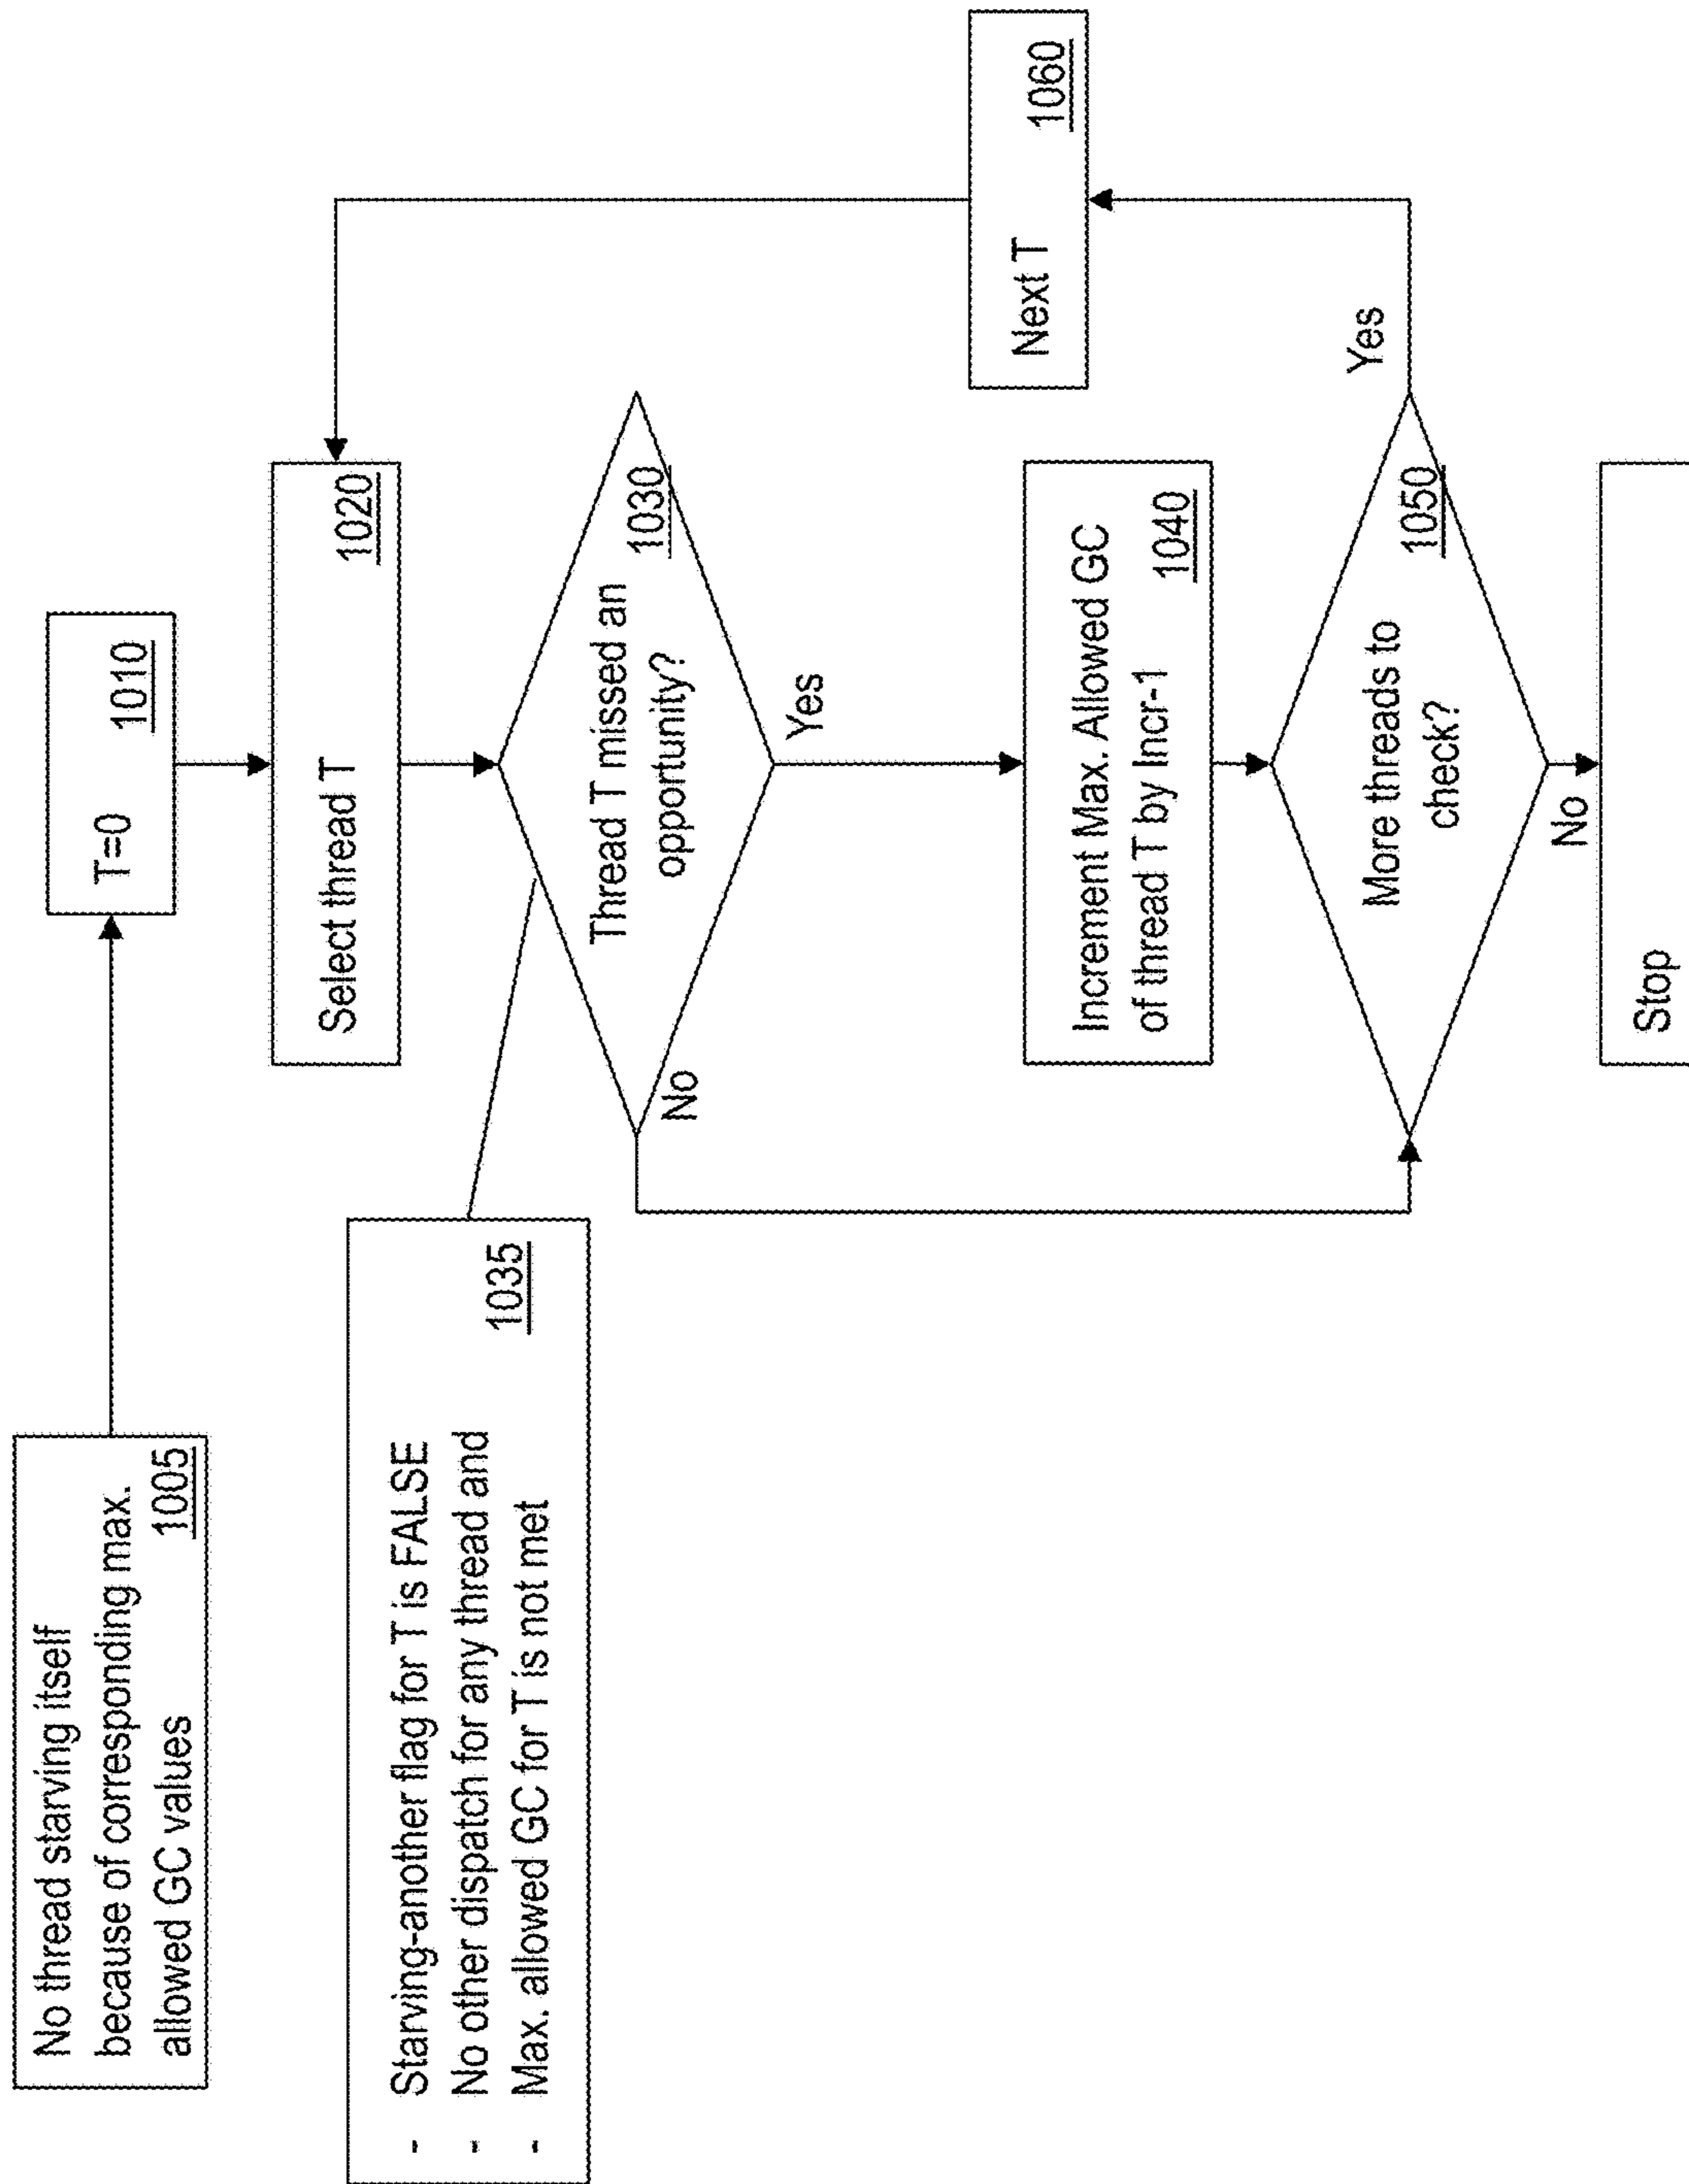 No thread starving itself
because of corresponding max.
allowed GC values 1005
T=0 1010
Select thread T 1020
- Starving-another flag for T is FALSE
- No other dispatch for any thread and
- Max. allowed GC for T is not met
1035
Thread T missed an
opportunity?
1030
No
Yes
Increment Max. Allowed GC
of thread T by Incr-1 1040
More threads to
check?
1050
Yes
Next T 1060
No
Stop